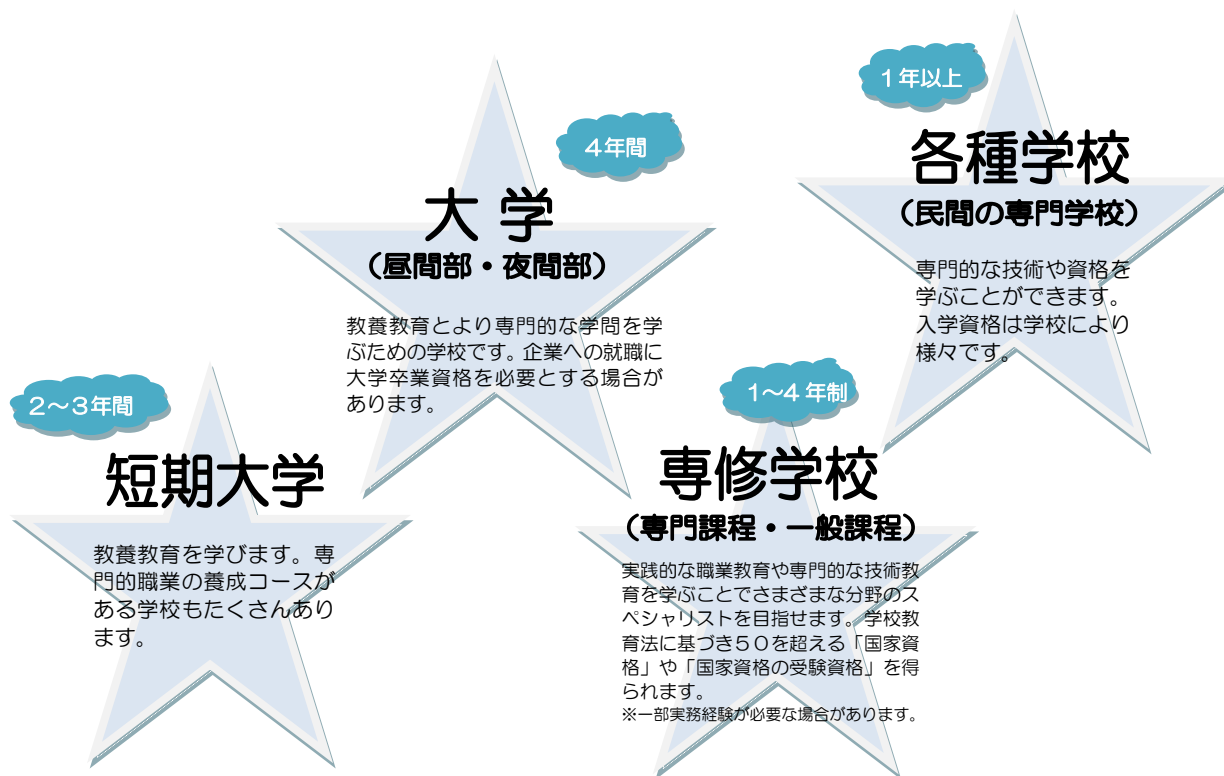 1年以上
各種学校
（民間の専門学校）
専門的な技術や資格を
学ぶことができます。
入学資格は学校により
様々です。
4年間
大 学
（昼間部・夜間部）
教養教育とより専門的な学問を学
ぶための学校です。企業への就職に
大学卒業資格を必要とする場合が
あります。
2～3年間
短期大学
教養教育を学びます。専
門的職業の養成コースが
ある学校もたくさんあり
ます。
1～4 年制
専修学校
（専門課程・一般課程）
実践的な職業教育や専門的な技術教
育を学ぶことでさまざまな分野のス
ペシャリストを目指せます。学校教
育法に基づき５０を超える「国家資
格」や「国家資格の受験資格」を得
られます。
※一部実務経験が必要な場合があります。